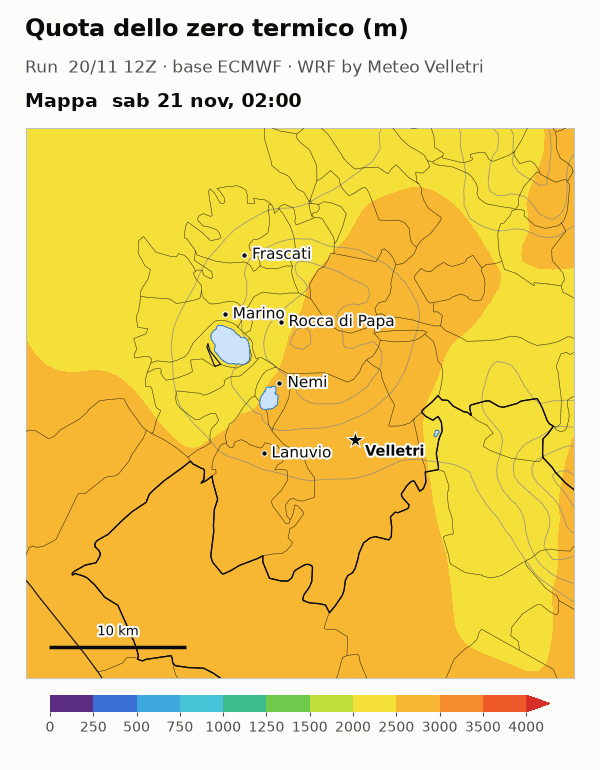 Quota dello zero termico (m)
Run  20/11 12Z · base ECMWF · WRF by Meteo Velletri
Mappa  sab 21 nov, 02:00
Frascati
Marino
Rocca di Papa
Nemi
Velletri
Lanuvio
10 km
0 250 500 750 1000 1250 1500 2000 2500 3000 3500 4000